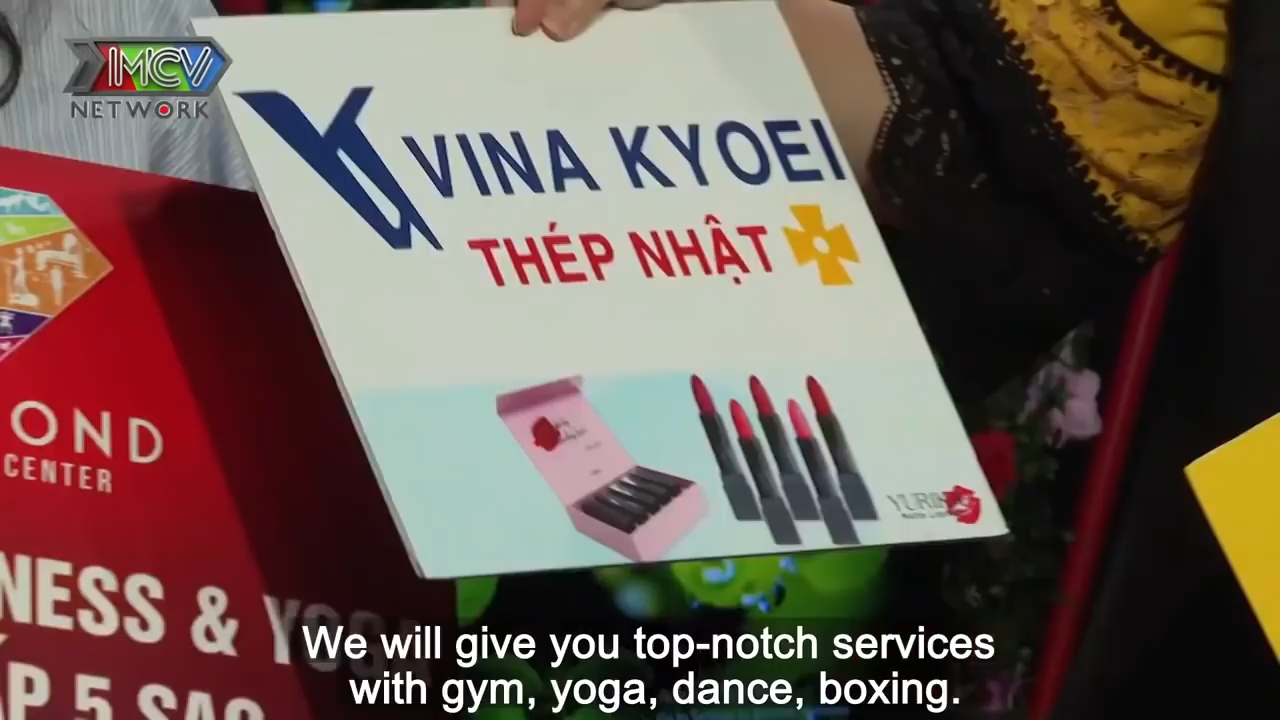 MCV
NETWORK
VINA KYOEI
THÉP NHẬT
OND
CENTER
NESS & YOGA
P 5 SAO
We will give you top-notch services
with gym, yoga, dance, boxing.